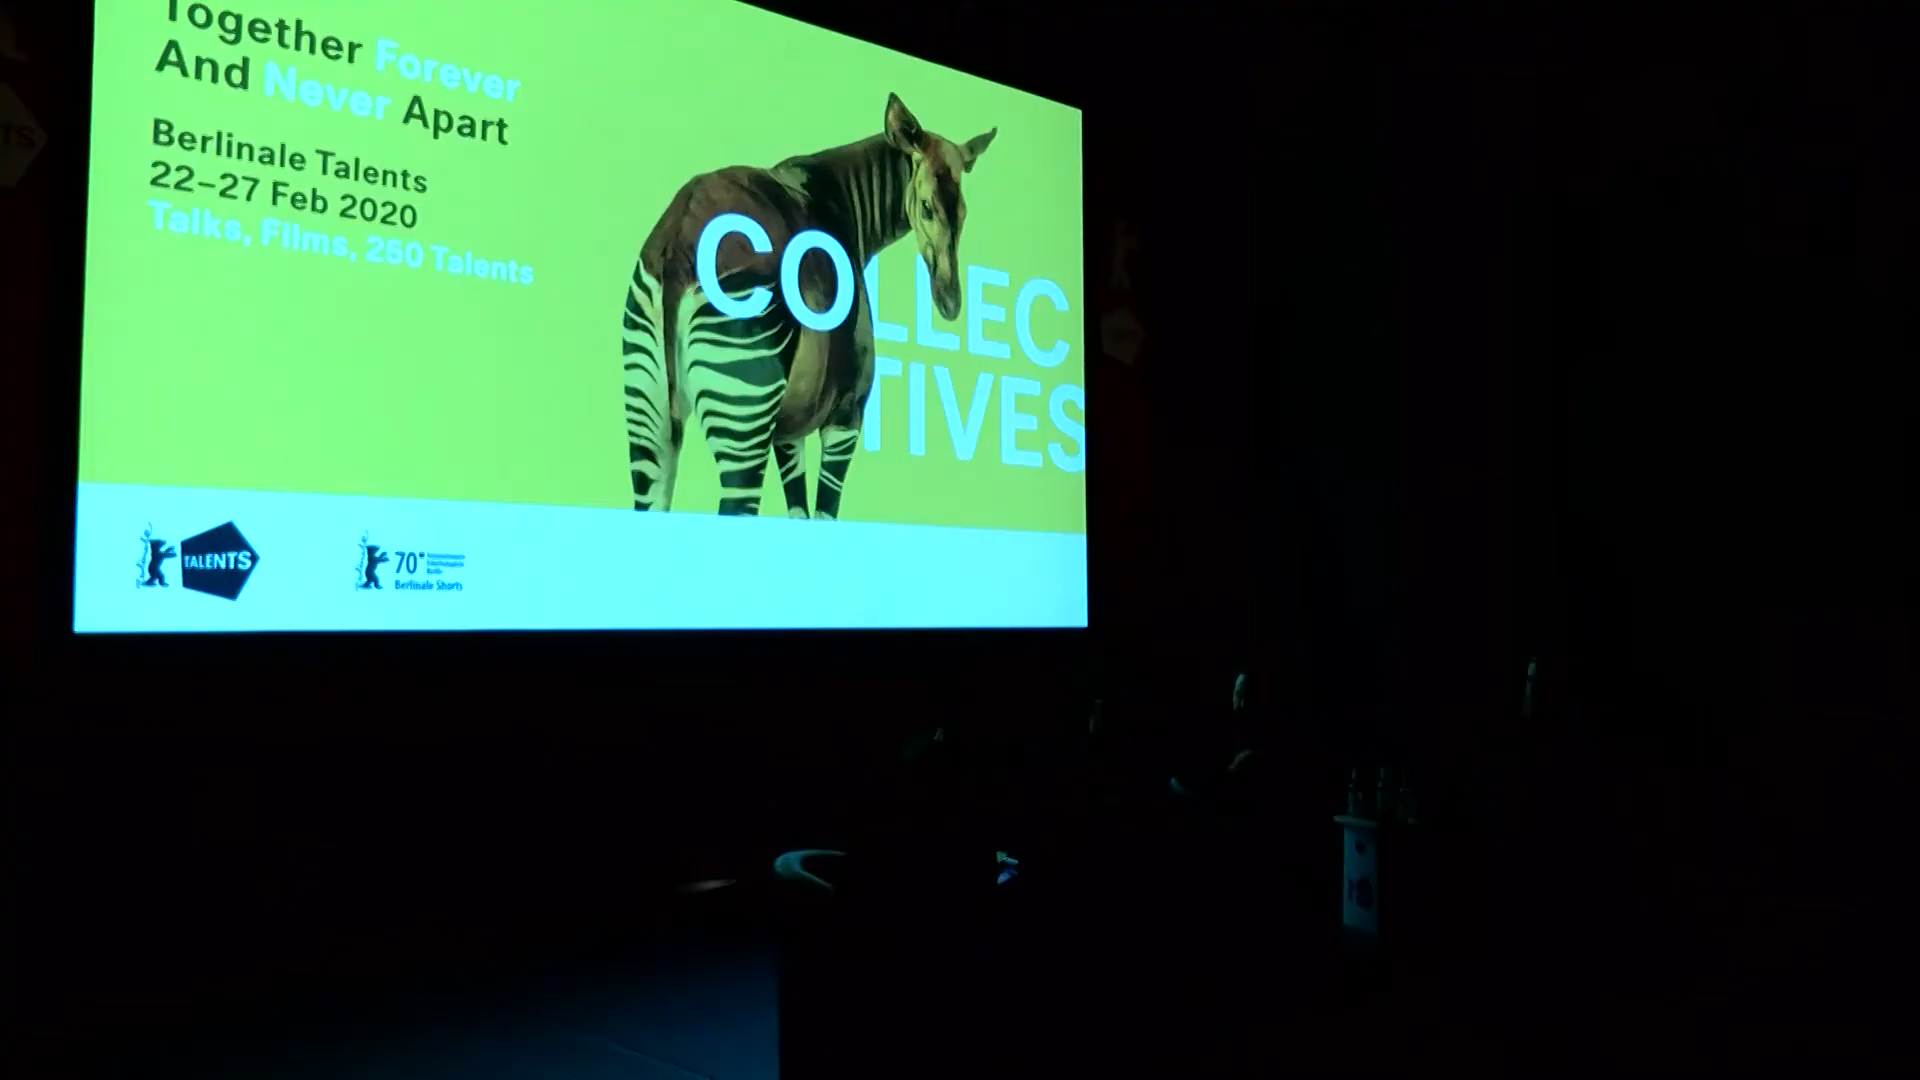 Together Forever
And Never Apart
Berlinale Talents
22–27 Feb 2020
Talks, Films, 250 Talents
COLLEC
TIVES
TALENTS
70
Berlinale Shorts